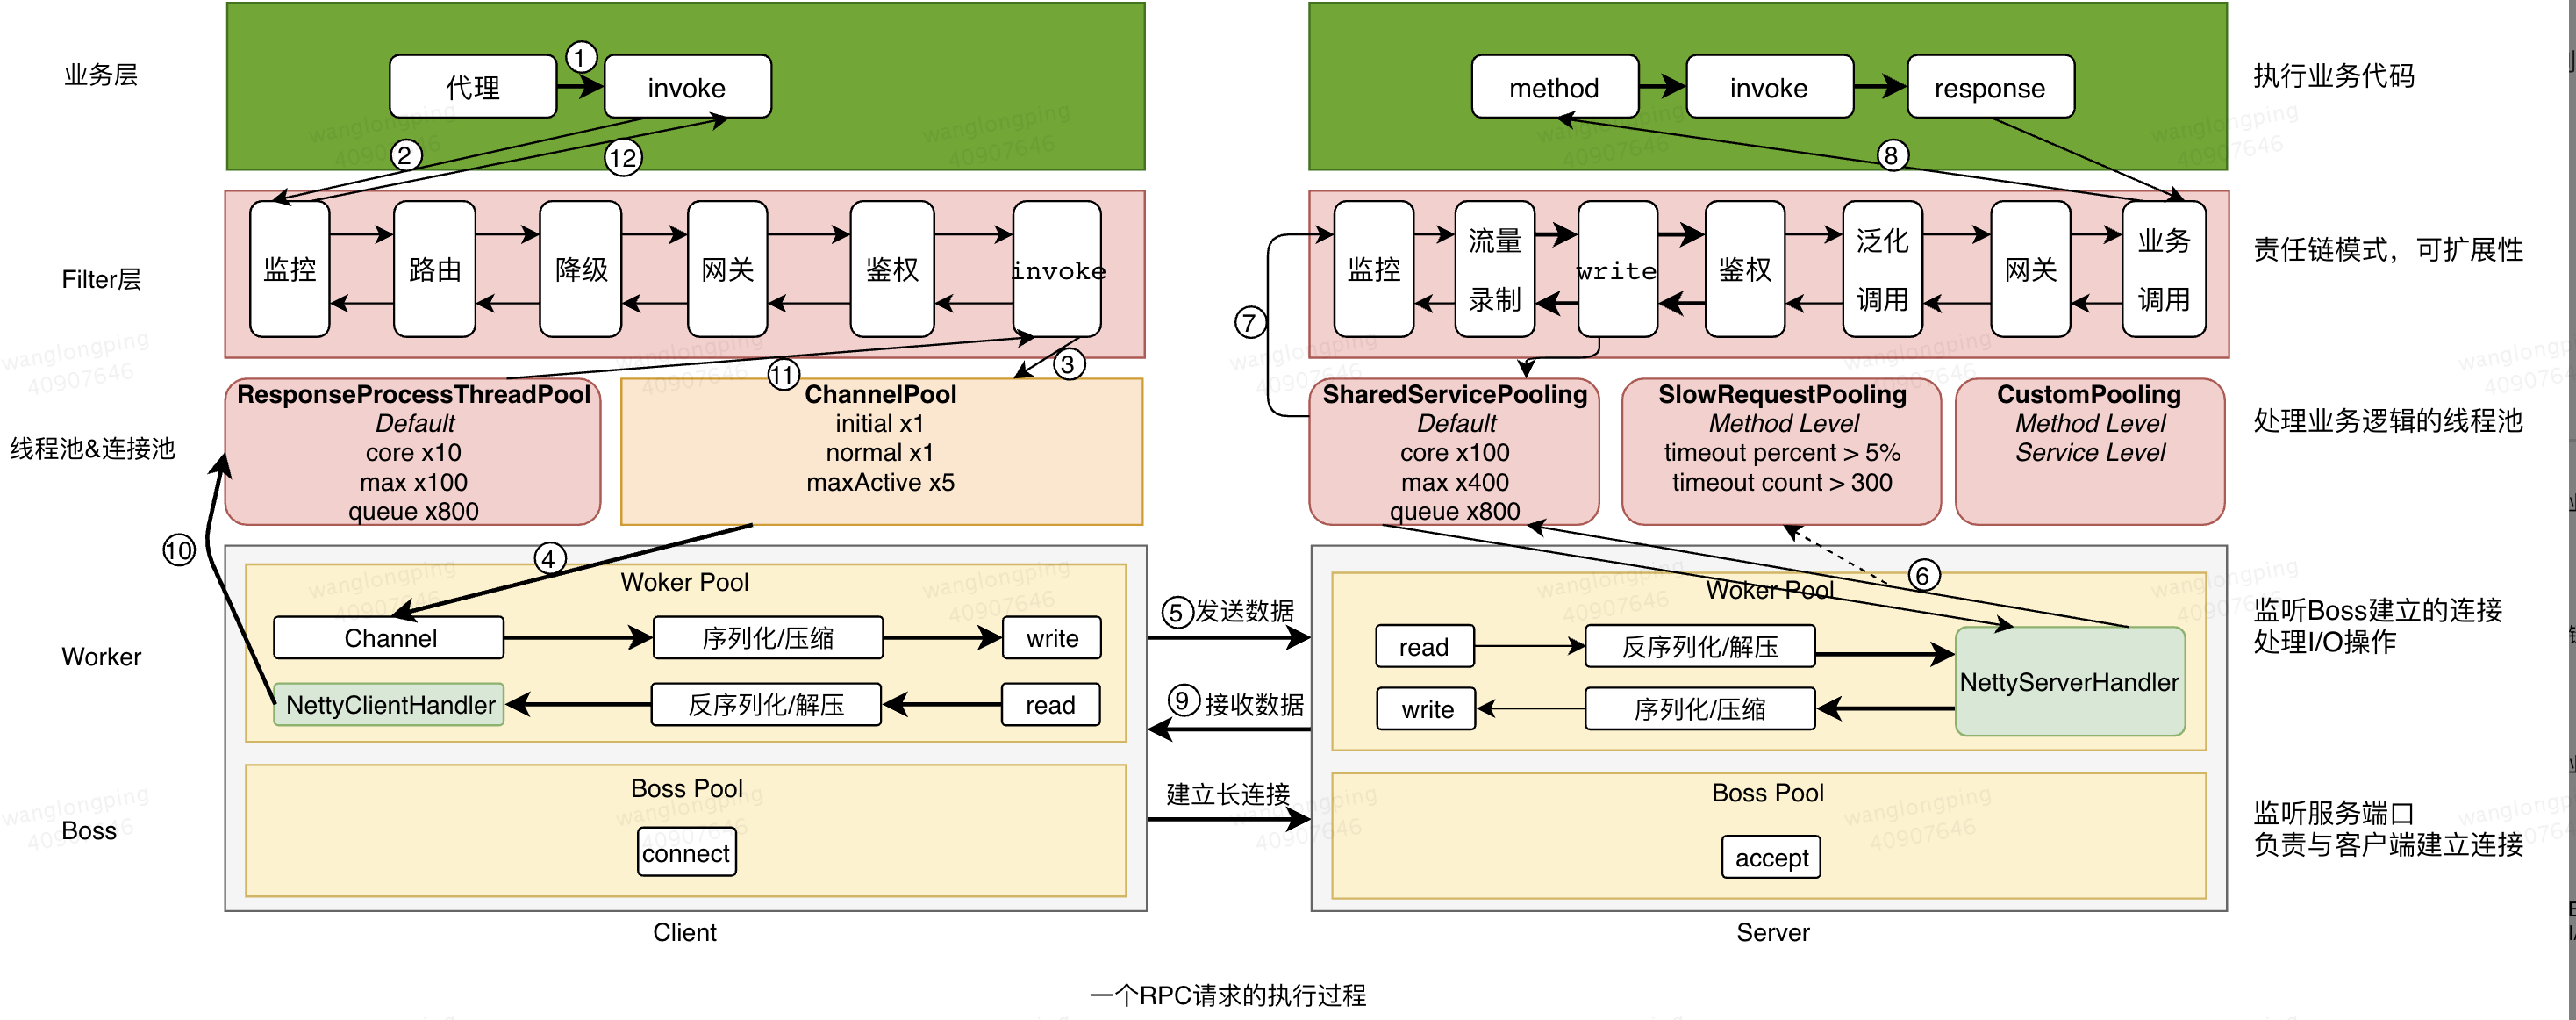 业务层
代理
①
invoke
②
⑫
method
invoke
response
⑧
执行业务代码
Filter层
监控
路由
降级
网关
鉴权
invoke
⑪
③
⑦
监控
流量
录制
write
鉴权
泛化
调用
网关
业务
调用
责任链模式，可扩展性
线程池&连接池
ResponseProcessThreadPool
Default
core x10
max x100
queue x800
ChannelPool
initial x1
normal x1
maxActive x5
SharedServicePooling
Default
core x100
max x400
queue x800
SlowRequestPooling
Method Level
timeout percent > 5%
timeout count > 300
CustomPooling
Method Level
Service Level
处理业务逻辑的线程池
⑩
④
Worker
Woker Pool
Channel
序列化/压缩
write
NettyClientHandler
反序列化/解压
read
⑤发送数据
⑨接收数据
⑥
Woker Pool
read
反序列化/解压
write
序列化/压缩
NettyServerHandler
监听Boss建立的连接
处理I/O操作
Boss
Boss Pool
connect
建立长连接
Boss Pool
accept
监听服务端口
负责与客户端建立连接
Client
Server
一个RPC请求的执行过程
wanglongping
40907646